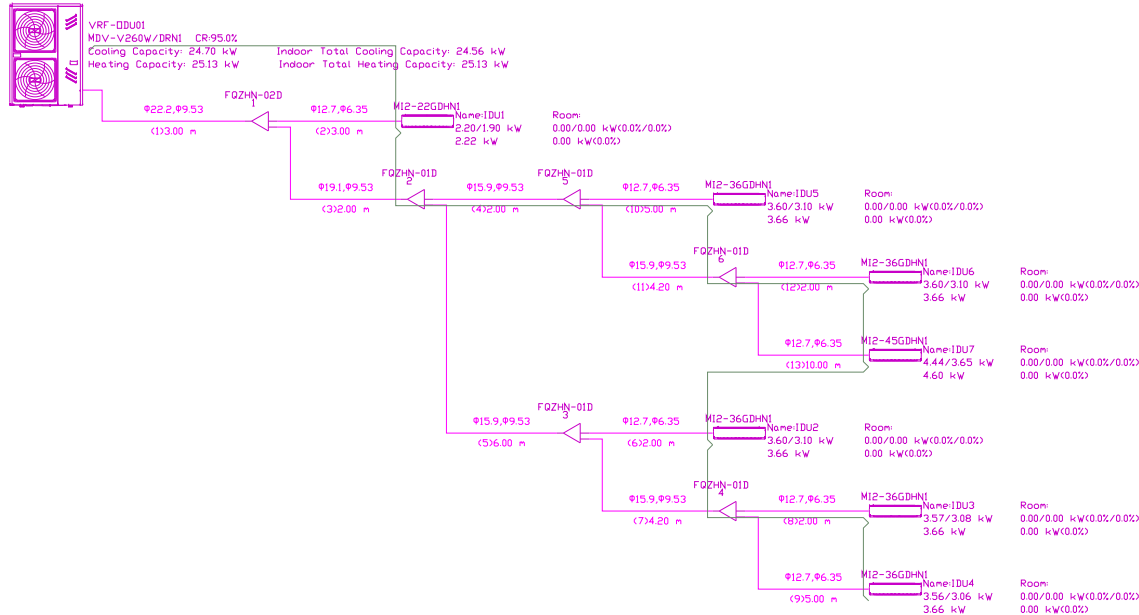 VRF-ODU01
MDV-V260W/DRN1 CR:95.0%
Cooling Capacity: 24.70 kW Indoor Total Cooling Capacity: 24.56 kW
Heating Capacity: 25.13 kW Indoor Total Heating Capacity: 25.13 kW
FQZHN-02D
1
Φ22.2,Φ9.53
(1)3.00 m
Φ12.7,Φ6.35
(2)3.00 m
MI2-22GDHN1
Name:IDU1 Room:
2.20/1.90 kW 0.00/0.00 kW(0.0%/0.0%)
2.22 kW 0.00 kW(0.0%)
FQZHN-01D
2
Φ19.1,Φ9.53
(3)2.00 m
Φ15.9,Φ9.53
(4)2.00 m
FQZHN-01D
5
Φ12.7,Φ6.35
(10)5.00 m
MI2-36GDHN1
Name:IDU5 Room:
3.60/3.10 kW 0.00/0.00 kW(0.0%/0.0%)
3.66 kW 0.00 kW(0.0%)
FQZHN-01D
6
Φ15.9,Φ9.53
(11)4.20 m
Φ12.7,Φ6.35
(12)2.00 m
MI2-36GDHN1
Name:IDU6 Room:
3.60/3.10 kW 0.00/0.00 kW(0.0%/0.0%)
3.66 kW 0.00 kW(0.0%)
Φ12.7,Φ6.35
(13)10.00 m
MI2-45GDHN1
Name:IDU7 Room:
4.44/3.65 kW 0.00/0.00 kW(0.0%/0.0%)
4.60 kW 0.00 kW(0.0%)
FQZHN-01D
3
Φ15.9,Φ9.53
(5)6.00 m
Φ12.7,Φ6.35
(6)2.00 m
MI2-36GDHN1
Name:IDU2 Room:
3.60/3.10 kW 0.00/0.00 kW(0.0%/0.0%)
3.66 kW 0.00 kW(0.0%)
FQZHN-01D
4
Φ15.9,Φ9.53
(7)4.20 m
Φ12.7,Φ6.35
(8)2.00 m
MI2-36GDHN1
Name:IDU3 Room:
3.57/3.08 kW 0.00/0.00 kW(0.0%/0.0%)
3.66 kW 0.00 kW(0.0%)
Φ12.7,Φ6.35
(9)5.00 m
MI2-36GDHN1
Name:IDU4 Room:
3.56/3.06 kW 0.00/0.00 kW(0.0%/0.0%)
3.66 kW 0.00 kW(0.0%)